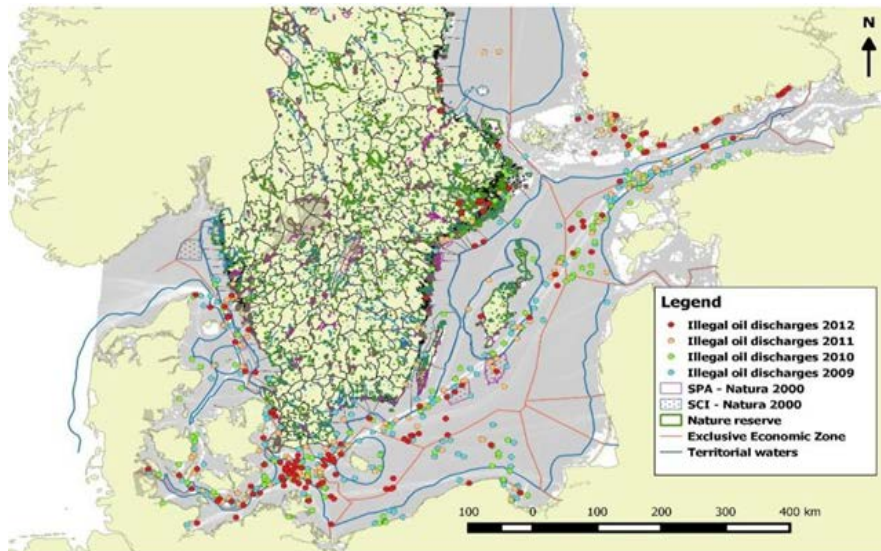 N
Legend
Illegal oil discharges 2012
Illegal oil discharges 2011
Illegal oil discharges 2010
Illegal oil discharges 2009
SPA - Natura 2000
SCI - Natura 2000
Nature reserve
Exclusive Economic Zone
Territorial waters
100 0 100 200 300 400 km